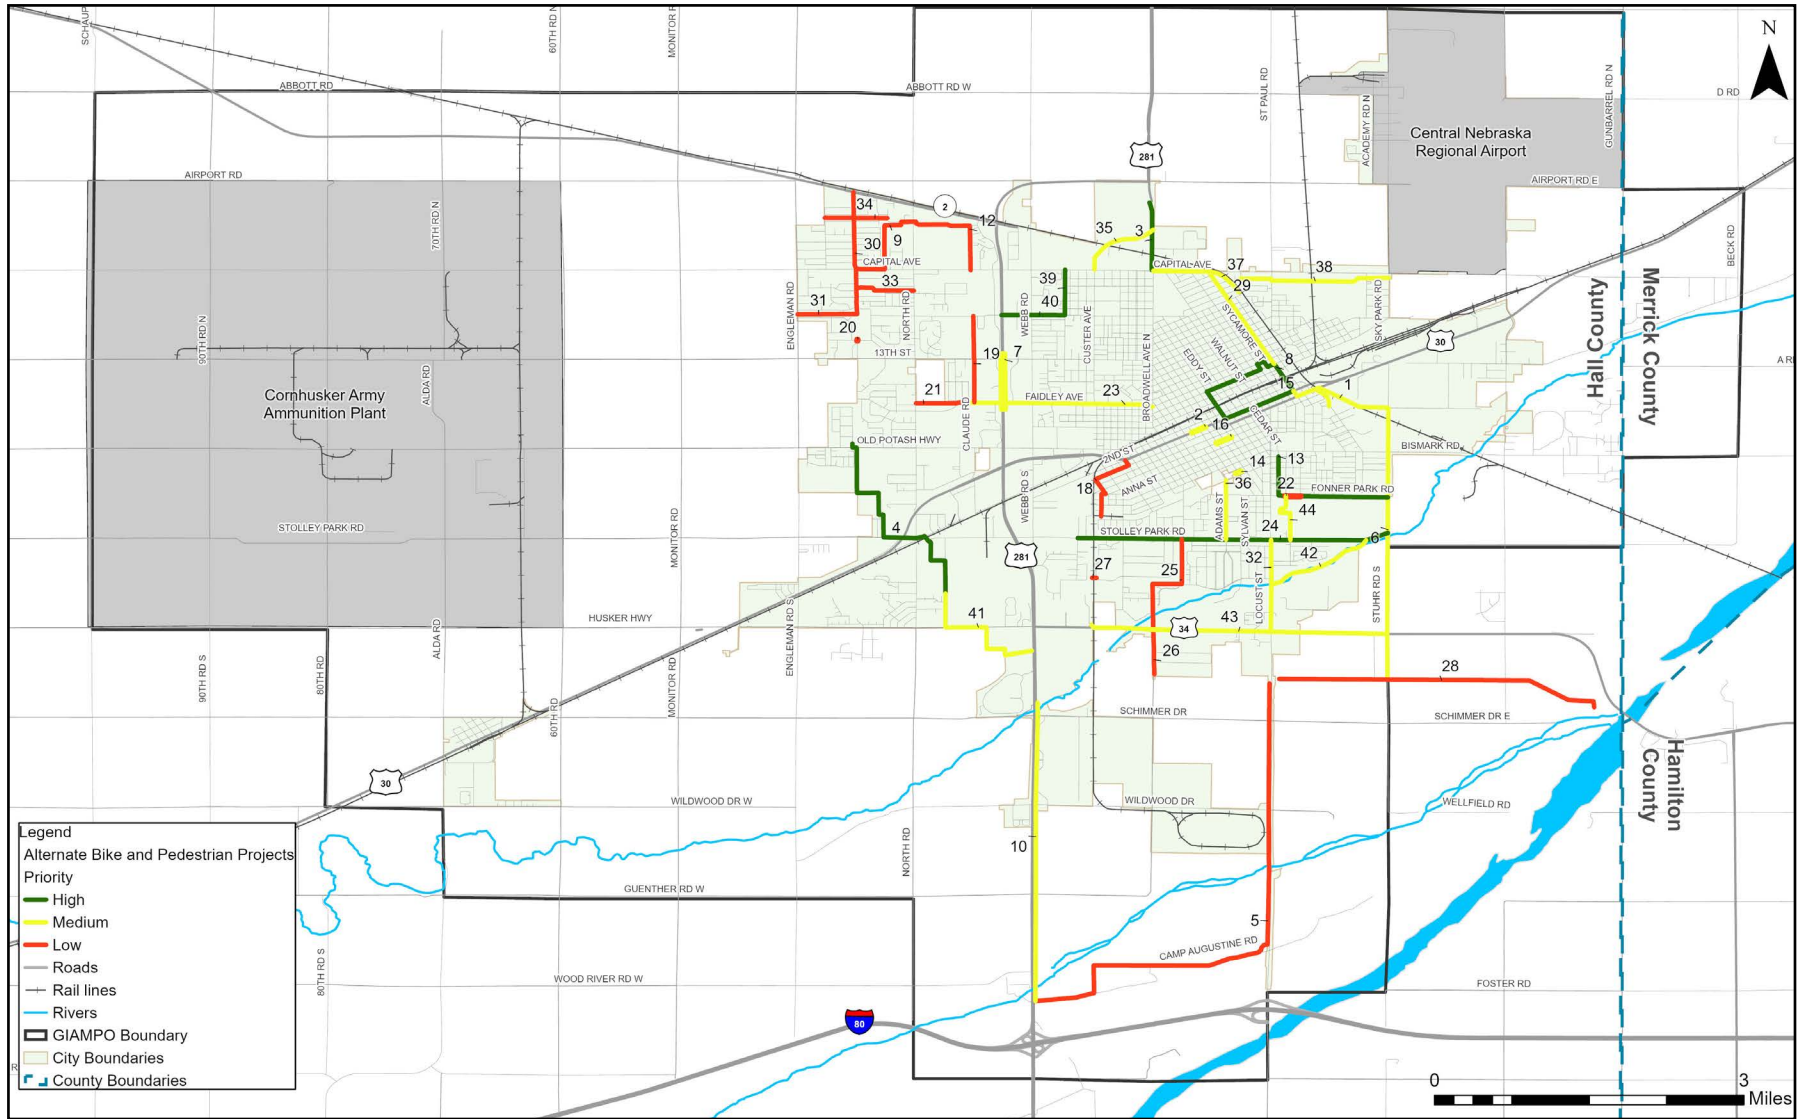 SCHAUP
60TH RD N
MONITOR R
N
ABBOTT RD
ABBOTT RD W
ST PAUL RD
ACADEMY RD N
GUNBARREL RD N
D RD
Central Nebraska
Regional Airport
281
AIRPORT RD
AIRPORT RD E
70TH RD N
34
2
12
35
3
BECK RD
30
9
CAPITAL AVE
CAPITAL AVE
37
38
33
39
29
31
NORTH RD
40
ENGLEMAN RD
WEBB RD
CUSTER AVE
SYCAMORE ST
SKY PARK RD
Hall County
Merrick County
20
90TH RD N
13TH ST
19
7
EDDY ST
WALNUT ST
8
30
A R
ALDA RD
Cornhusker Army
Ammunition Plant
21
FAIDLEY AVE
23
BROADWELL AVE N
15
1
CLAUDE RD
2
16
CEDAR ST
OLD POTASH HWY
BISMARK RD
2ND ST
14
13
18
ANNA ST
36
22
FONNER PARK RD
WEBB RD S
ADAMS ST
SYLVAN ST
44
STOLLEY PARK RD
MONITOR RD
4
STOLLEY PARK RD
24
6
281
27
25
32
42
ENGLEMAN RD S
LOCUST ST
STUHR RD S
HUSKER HWY
41
34
43
ALDA RD
90TH RD S
80TH RD
MONITOR RD
26
28
60TH RD
SCHIMMER DR
SCHIMMER DR E
30
WILDWOOD DR W
WILDWOOD DR
WELLFIELD RD
Hamilton
County
10
NORTH RD
GUENTHER RD W
5
CAMP AUGUSTINE RD
80TH RD S
WOOD RIVER RD W
FOSTER RD
80
R
Legend
Alternate Bike and Pedestrian Projects
Priority
High
Medium
Low
Roads
Rail lines
Rivers
GIAMPO Boundary
City Boundaries
County Boundaries
0
3
Miles